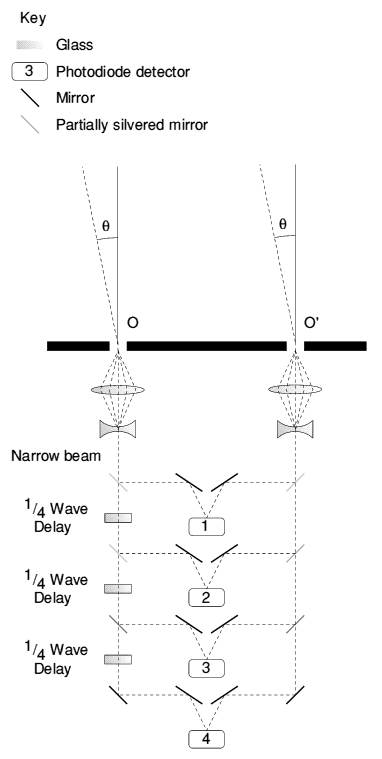 Key
Glass
3 Photodiode detector
Mirror
Partially silvered mirror
θ θ
O O'
Narrow beam
1/4 Wave
Delay
1
1/4 Wave
Delay
2
1/4 Wave
Delay
3
4